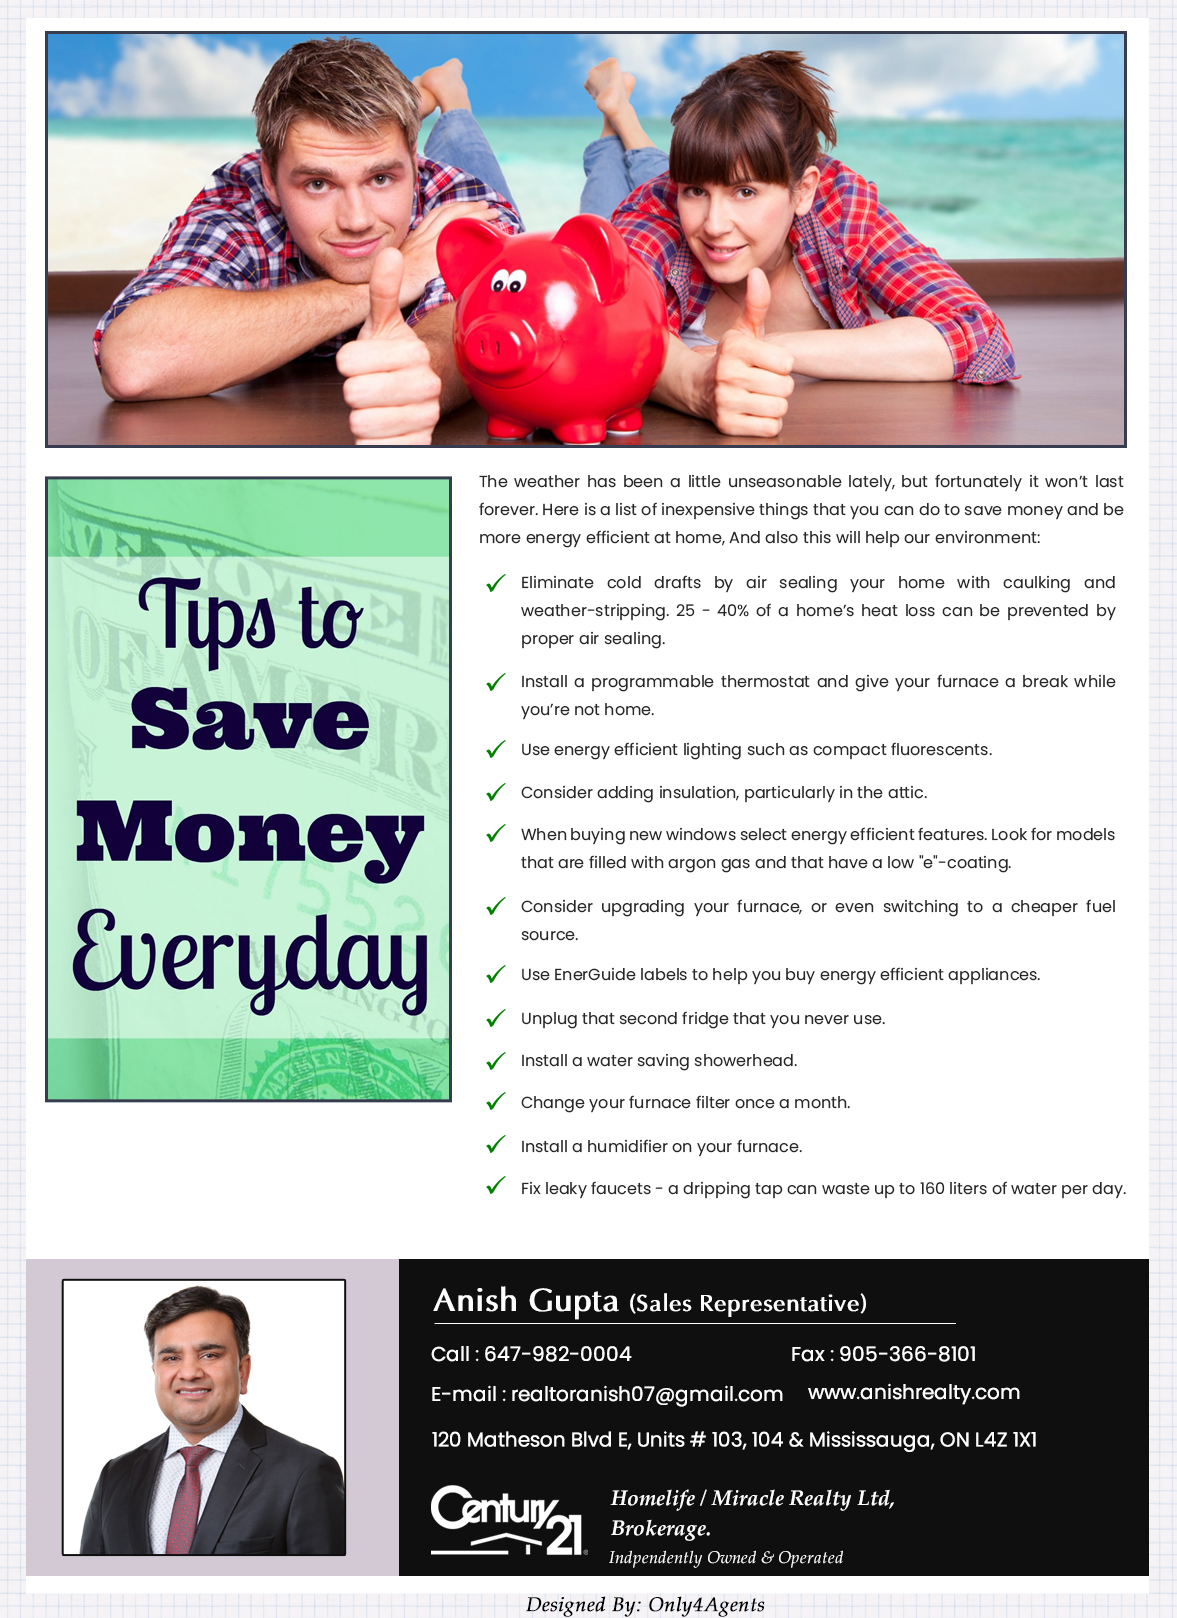 Tips to
Save
Money
Everyday
The weather has been a little unseasonable lately, but fortunately it won’t last
forever. Here is a list of inexpensive things that you can do to save money and be
more energy efficient at home, And also this will help our environment:
Eliminate cold drafts by air sealing your home with caulking and
weather-stripping. 25 - 40% of a home’s heat loss can be prevented by
proper air sealing.
Install a programmable thermostat and give your furnace a break while
you’re not home.
Use energy efficient lighting such as compact fluorescents.
Consider adding insulation, particularly in the attic.
When buying new windows select energy efficient features. Look for models
that are filled with argon gas and that have a low "e"-coating.
Consider upgrading your furnace, or even switching to a cheaper fuel
source.
Use EnerGuide labels to help you buy energy efficient appliances.
Unplug that second fridge that you never use.
Install a water saving showerhead.
Change your furnace filter once a month.
Install a humidifier on your furnace.
Fix leaky faucets - a dripping tap can waste up to 160 liters of water per day.
Anish Gupta (Sales Representative)
Call : 647-982-0004 Fax : 905-366-8101
E-mail : realtoranish07@gmail.com www.anishrealty.com
120 Matheson Blvd E, Units # 103, 104 & Mississauga, ON L4Z 1X1
Century 21
Homelife / Miracle Realty Ltd,
Brokerage.
Indpendently Owned & Operated
Designed By: Only4Agents